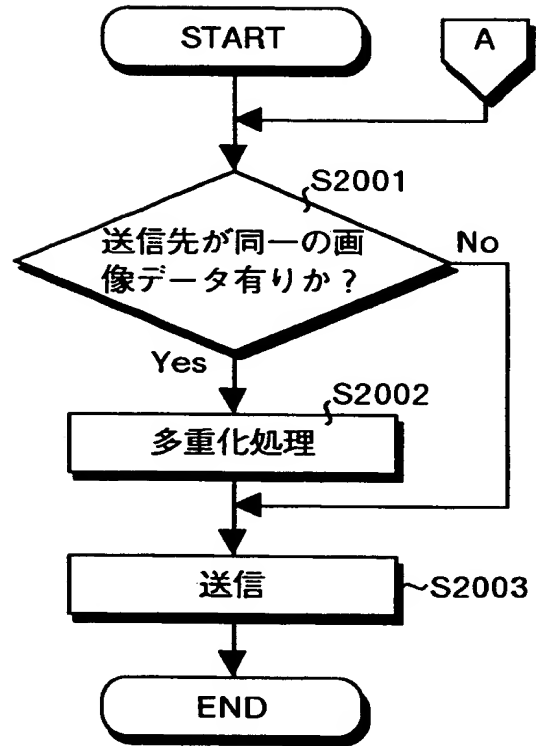 START
A
S2001
送信先が同一の画
像データ有りか？
No
Yes
S2002
多重化処理
送信
S2003
END